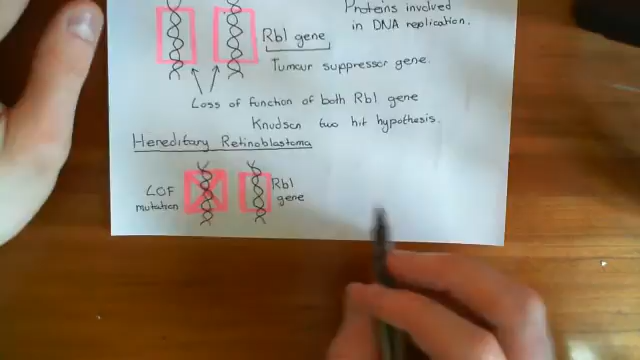 Proteins involved
in DNA replication.
Rb1 gene
Tumour suppressor gene.
Loss of function of both Rb1 gene
Knudson two hit hypothesis.
Hereditary Retinoblastoma
LOF
mutation
Rb1
gene